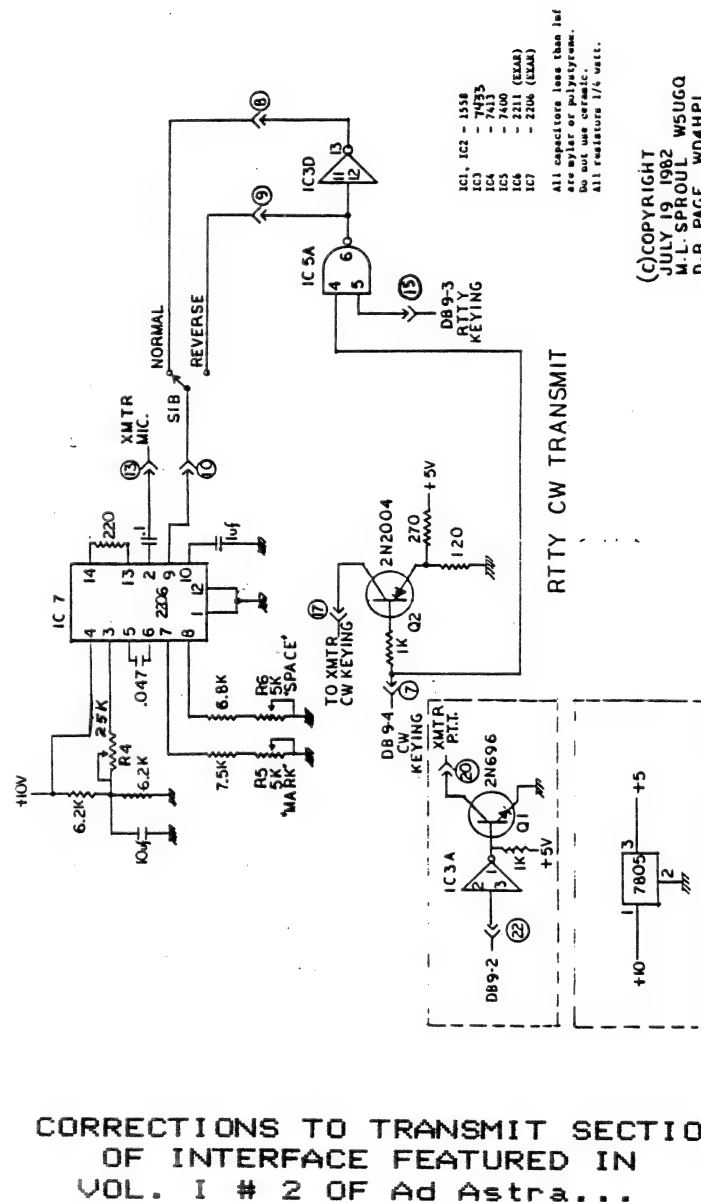 IC1, IC2 - 1558
IC3 - 7433
IC4 - 7413
IC5 - 7400
IC6 - 2211 (EXAR)
IC7 - 2206 (EXAR)
All capacitors less than 1uf
are mylar or polystyrene.
Do not use ceramic.
All resistors 1/4 watt.
(c)COPYRIGHT
JULY 19 1982
M.L. SPROUL W5UGQ
D.R. PAGE WD4HPI
8
13
IC3D
11
12
9
IC 5A
6
4
5
15
DB9-3
RTTY
KEYING
NORMAL
REVERSE
S1B
XMTR
MIC.
13
10
220
.1
1uf
14
13
2
9
10
12
1
2206
IC 7
4
3
5
6
7
8
.047
25K
R4
+10V
6.2K
6.2K
10uf
6.8K
R6
5K
"SPACE"
7.5K
R5
5K
"MARK"
RTTY CW TRANSMIT
+5V
270
120
2N2004
Q2
17
TO XMTR
CW KEYING
1K
7
DB9-4
CW
KEYING
XMTR
P.T.T.
20
2N696
Q1
IC3A
2
1
3
1K
+5V
22
DB9-2
+5
3
7805
2
1
+10
CORRECTIONS TO TRANSMIT SECTIO
OF INTERFACE FEATURED IN
VOL. I # 2 OF Ad Astra...